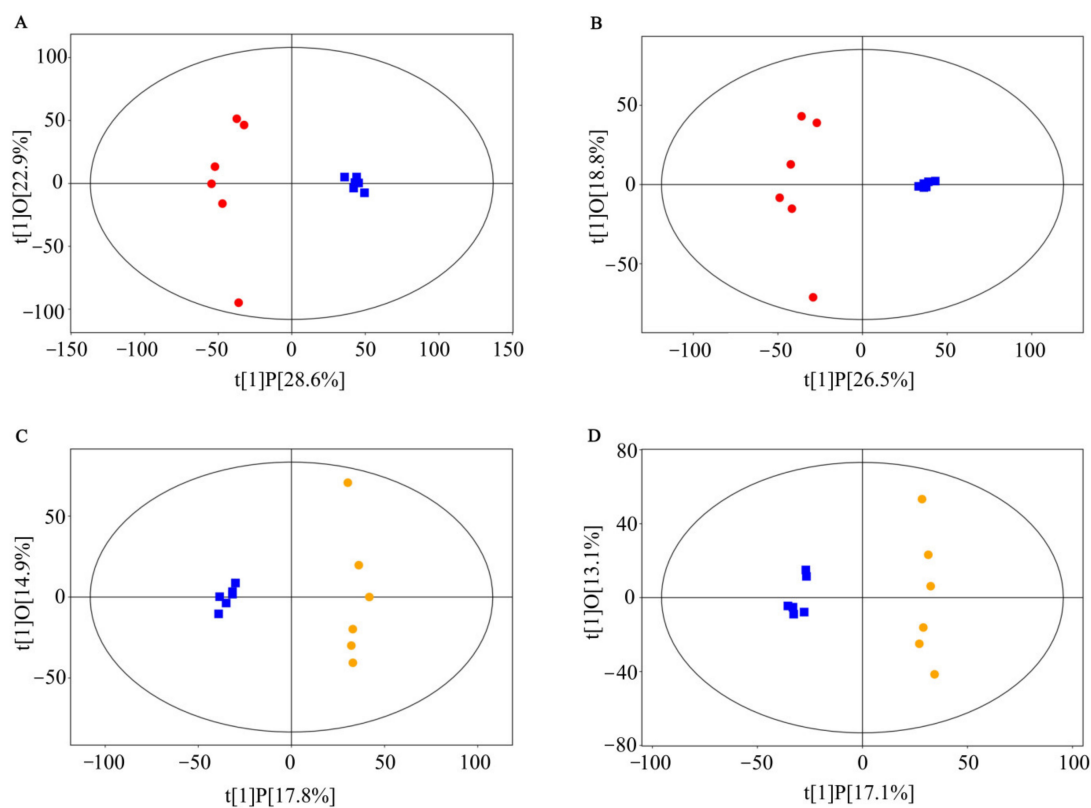 A
100
50
0
−50
−100
t[1]O[22.9%]
−150 −100 −50 0 50 100 150
t[1]P[28.6%]
B
50
0
−50
t[1]O[18.8%]
−100 −50 0 50 100
t[1]P[26.5%]
C
50
0
−50
t[1]O[14.9%]
−100 −50 0 50 100
t[1]P[17.8%]
D
80
40
0
−40
−80
t[1]O[13.1%]
−100 −50 0 50 100
t[1]P[17.1%]